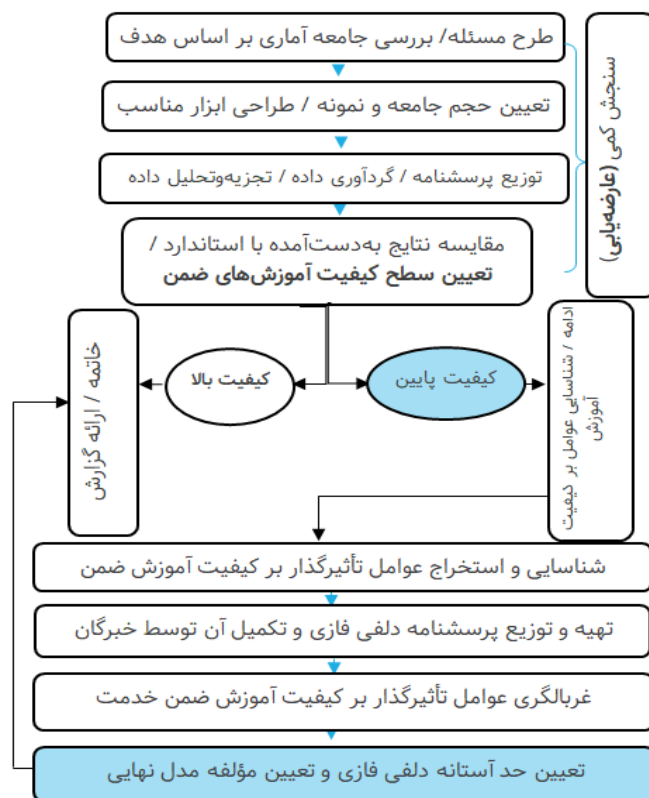 طرح مسئله/ بررسی جامعه آماری بر اساس هدف
تعیین حجم جامعه و نمونه / طراحی ابزار مناسب
توزیع پرسشنامه / گردآوری داده / تجزیه‌وتحلیل داده
مقایسه نتایج به‌دست‌آمده با استاندارد /
تعیین سطح کیفیت آموزش‌های ضمن
سنجش کمی (عارضه‌یابی)
کیفیت پایین
کیفیت بالا
ادامه / شناسایی عوامل بر کیفیت
آموزش
خاتمه / ارائه گزارش
شناسایی و استخراج عوامل تأثیرگذار بر کیفیت آموزش ضمن
تهیه و توزیع پرسشنامه دلفی فازی و تکمیل آن توسط خبرگان
غربالگری عوامل تأثیرگذار بر کیفیت آموزش ضمن خدمت
تعیین حد آستانه دلفی فازی و تعیین مؤلفه مدل نهایی